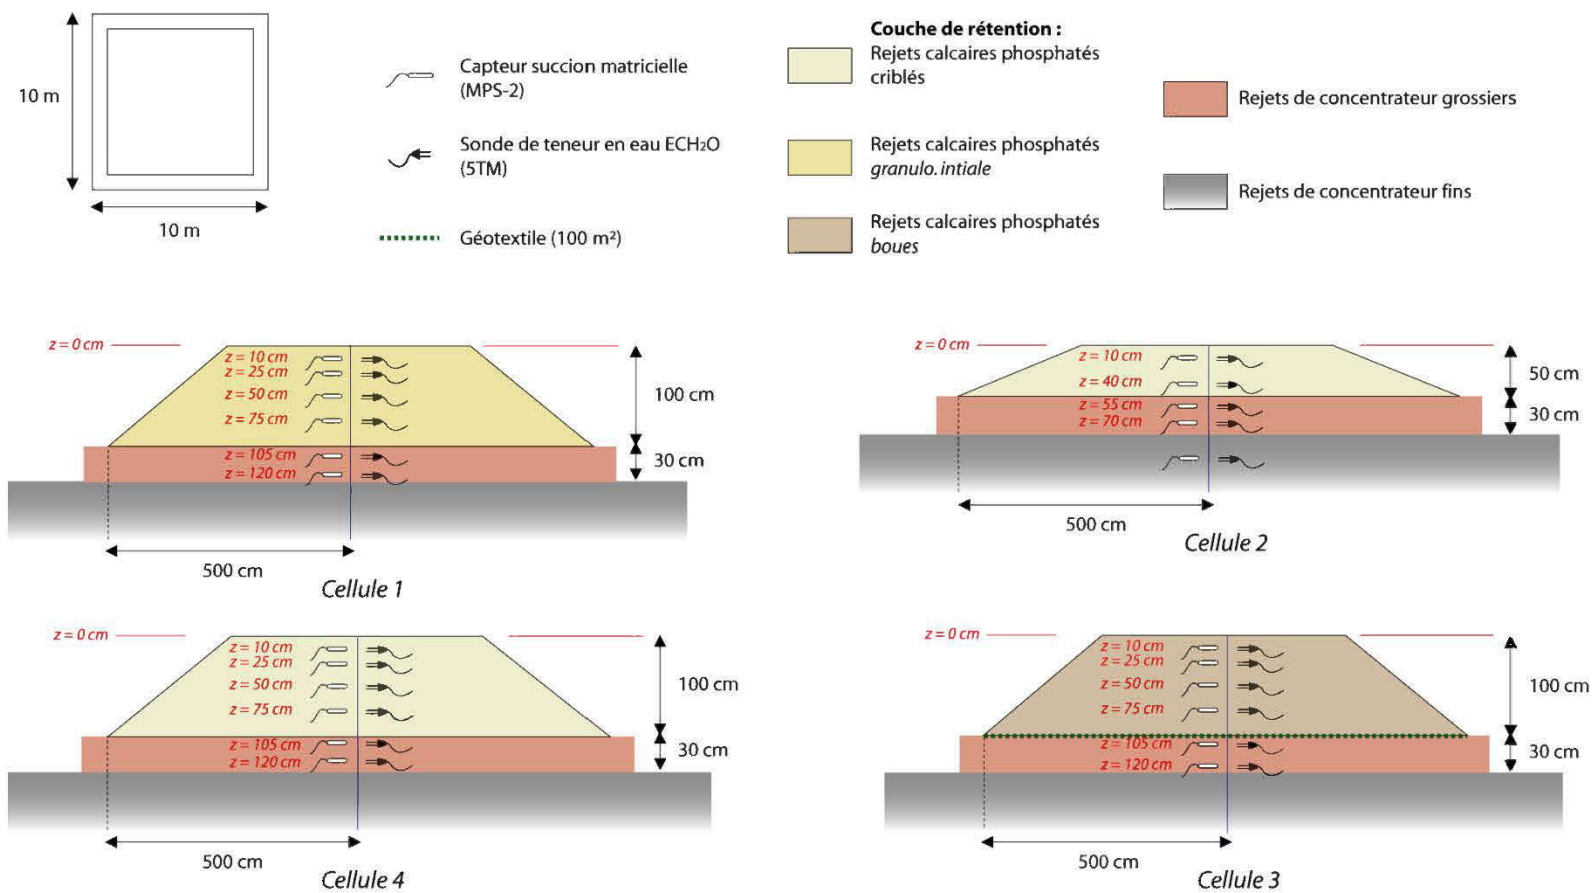 10 m
10 m
Capteur succion matricielle
(MPS-2)
Sonde de teneur en eau ECH₂O
(5TM)
Géotextile (100 m²)
Couche de rétention :
Rejets calcaires phosphatés
criblés
Rejets calcaires phosphatés
granulo. intiale
Rejets calcaires phosphatés
boues
Rejets de concentrateur grossiers
Rejets de concentrateur fins
z = 0 cm
z = 10 cm
z = 25 cm
z = 50 cm
z = 75 cm
z = 105 cm
z = 120 cm
100 cm
30 cm
500 cm
Cellule 1
z = 0 cm
z = 10 cm
z = 40 cm
z = 55 cm
z = 70 cm
50 cm
30 cm
500 cm
Cellule 2
z = 0 cm
z = 10 cm
z = 25 cm
z = 50 cm
z = 75 cm
z = 105 cm
z = 120 cm
100 cm
30 cm
500 cm
Cellule 4
z = 0 cm
z = 10 cm
z = 25 cm
z = 50 cm
z = 75 cm
z = 105 cm
z = 120 cm
100 cm
30 cm
500 cm
Cellule 3